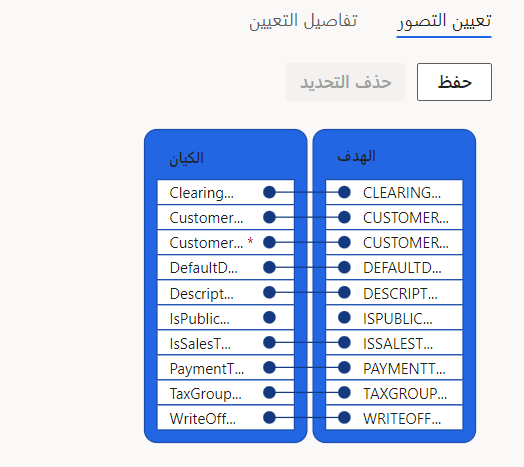 تعيين التصور
تفاصيل التعيين
حفظ
حذف التحديد
الهدف
الكيان
Clearing...
CLEARING...
Customer...
CUSTOMER...
Customer... *
CUSTOMER...
DefaultD...
DEFAULTD...
Descript...
DESCRIPT...
IsPublic...
ISPUBLIC...
IsSalesT...
ISSALEST...
PaymentT...
PAYMENTT...
TaxGroup...
TAXGROUP...
WriteOff...
WRITEOFF...